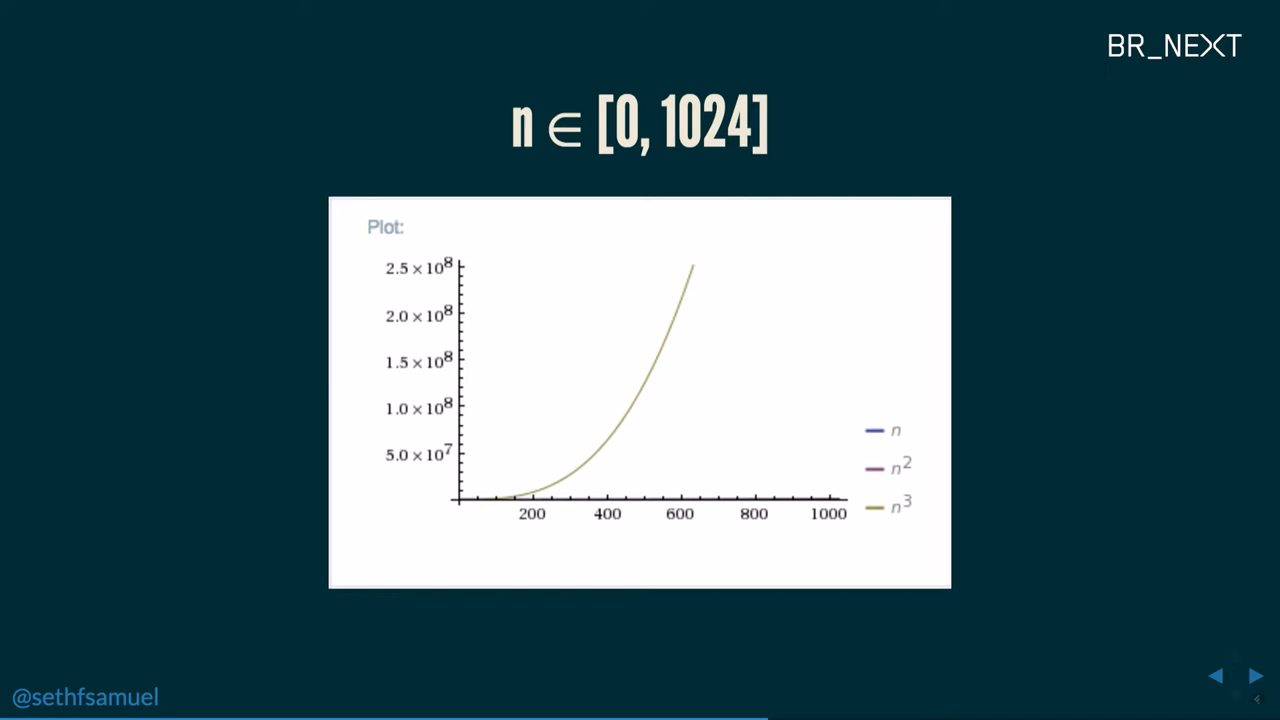 BR_NEXT
n ∈ [0, 1024]
Plot:
2.5×10⁸
2.0×10⁸
1.5×10⁸
1.0×10⁸
5.0×10⁷
200 400 600 800 1000
n
n²
n³
@sethfsamuel